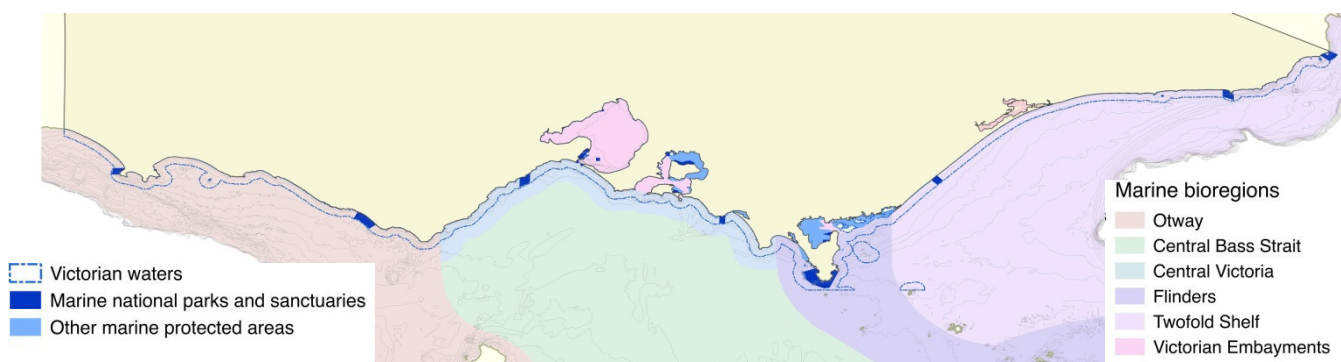 Victorian waters
Marine national parks and sanctuaries
Other marine protected areas
Marine bioregions
Otway
Central Bass Strait
Central Victoria
Flinders
Twofold Shelf
Victorian Embayments